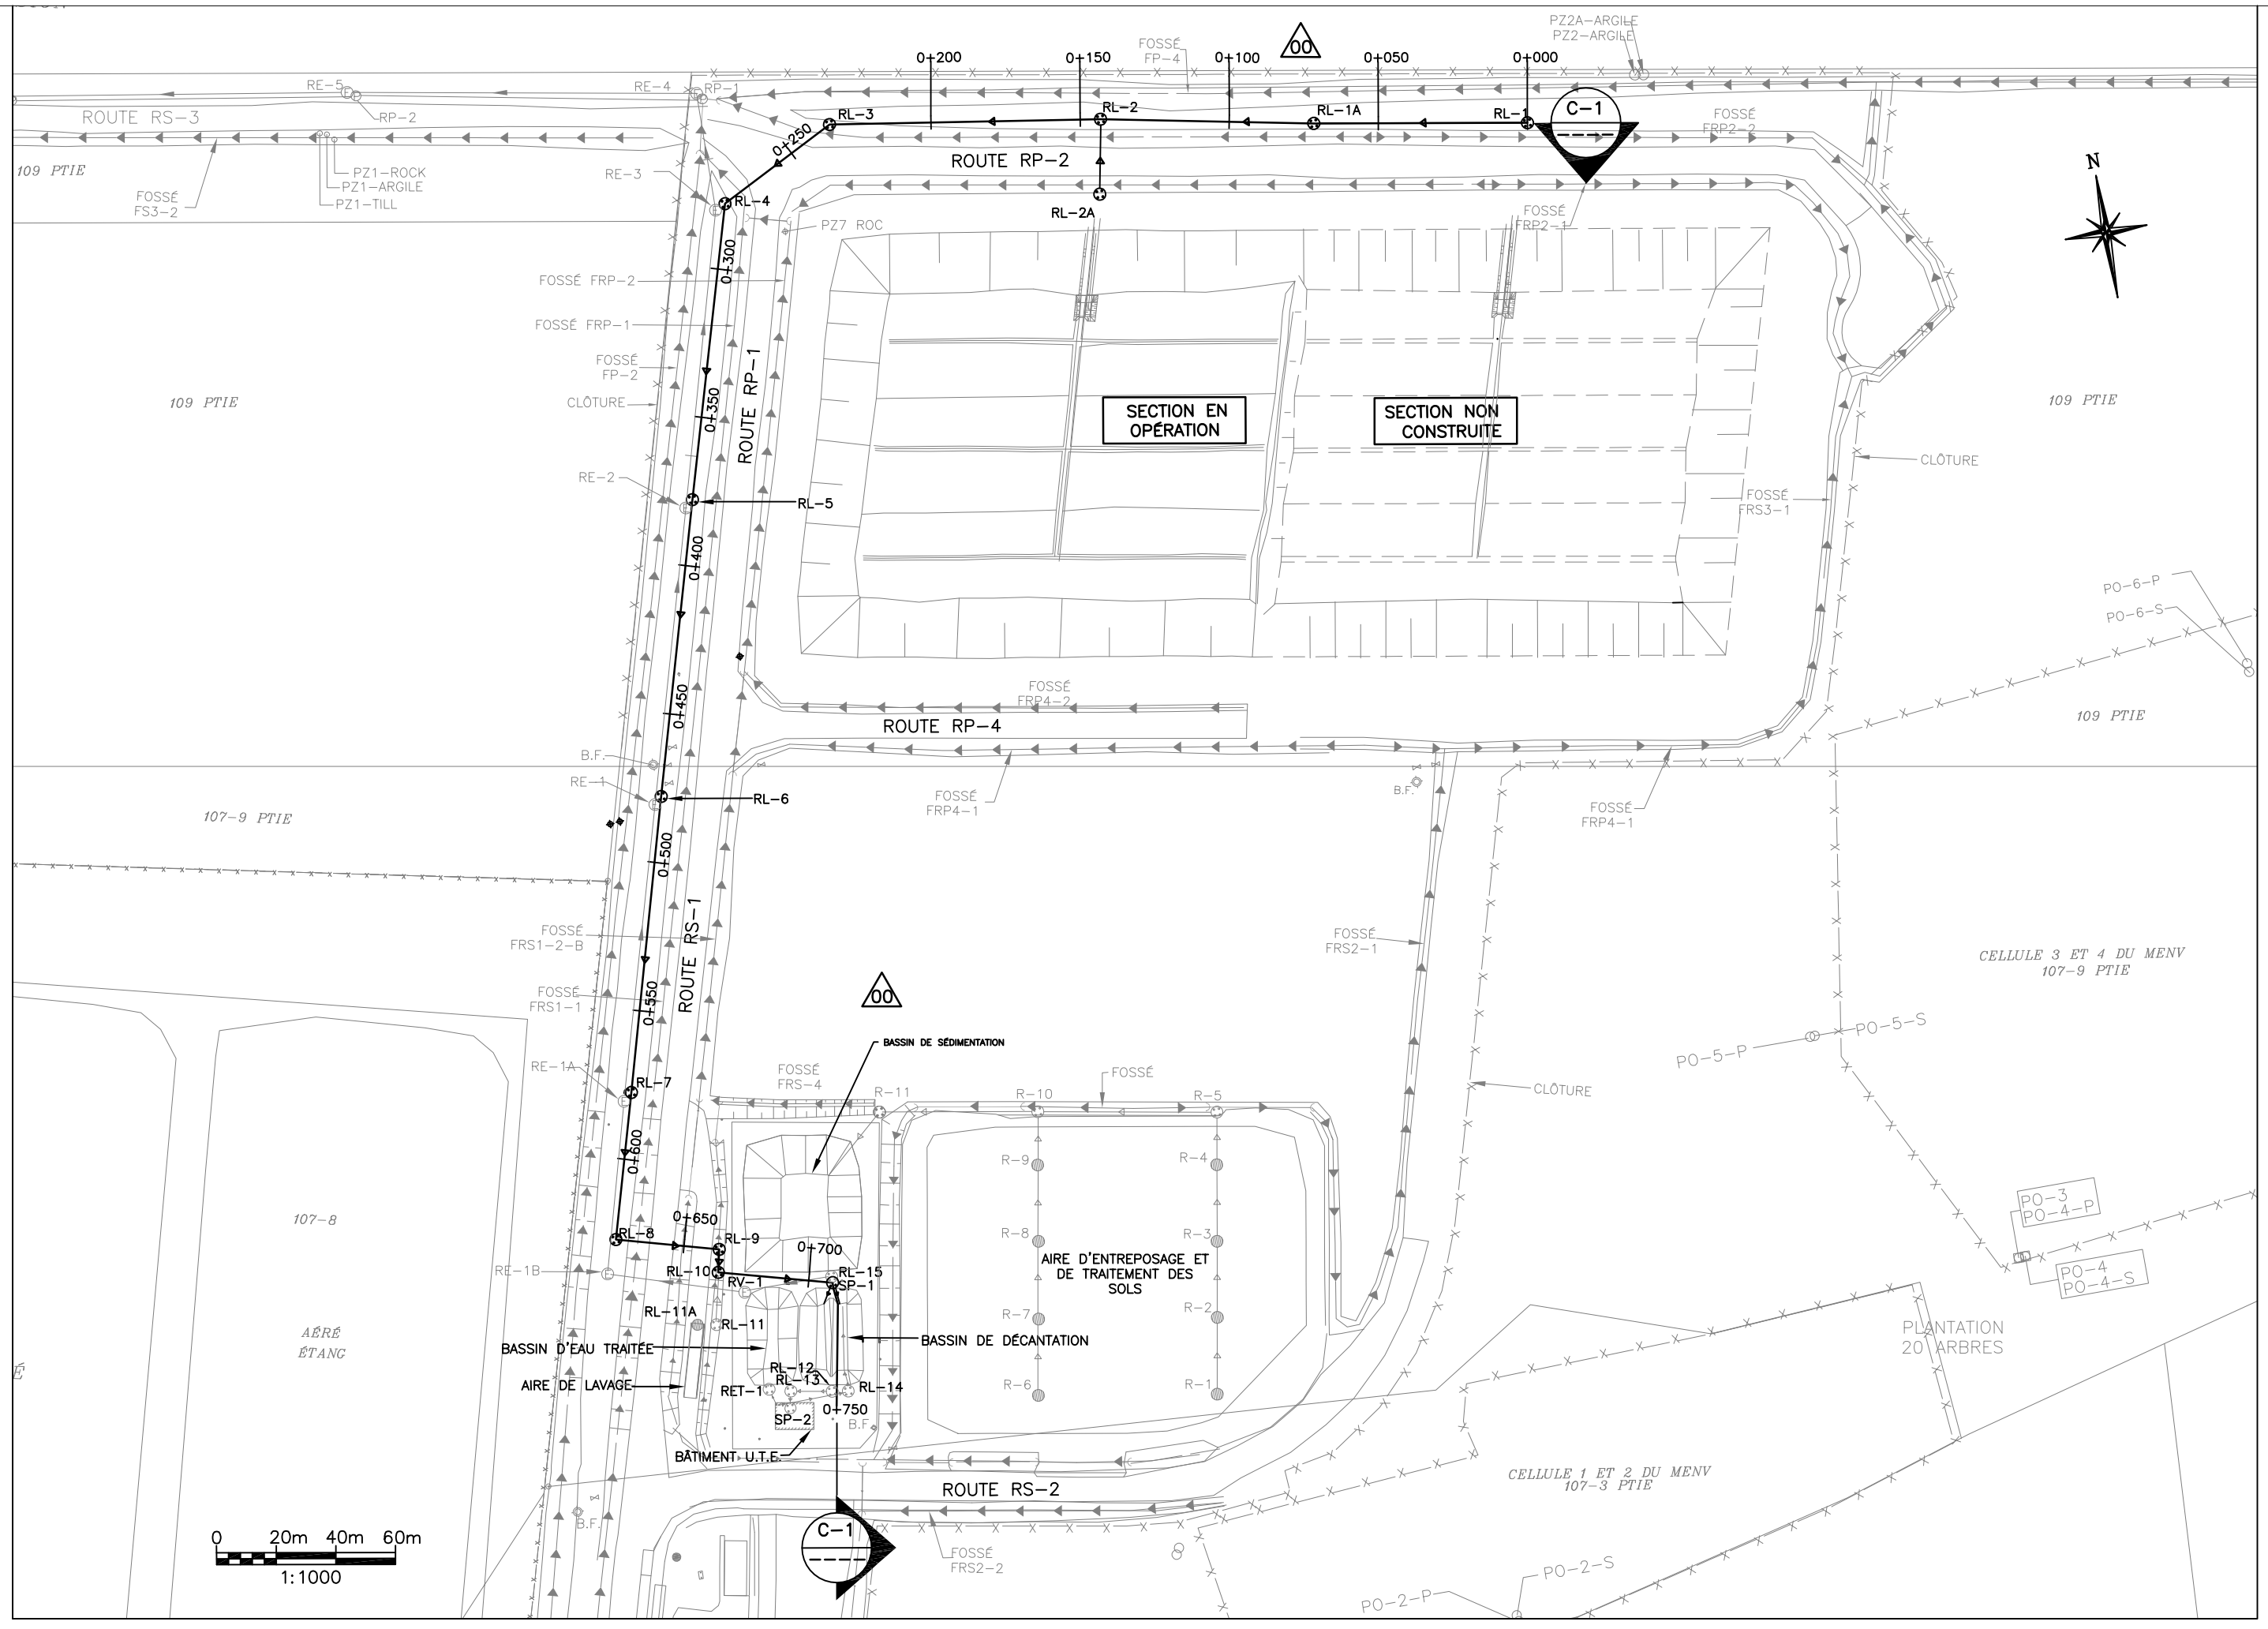 PZ2A-ARGILE
PZ2-ARGILE
00
FOSSÉ
FP-4
0+200
0+150
0+100
0+050
0+000
RE-5
RE-4
RP-1
ROUTE RS-3
RP-2
RL-3
RL-2
RL-1A
RL-1
C-1
FOSSÉ
FRP2-2
0+250
109 PTIE
PZ1-ROCK
PZ1-ARGILE
PZ1-TILL
FOSSÉ
FS3-2
RE-3
ROUTE RP-2
N
RL-4
RL-2A
FOSSÉ
FRP2-1
PZ7 ROC
0+300
FOSSÉ FRP-2
FOSSÉ FRP-1
FOSSÉ
FP-2
CLÔTURE
109 PTIE
0+350
ROUTE RP-1
SECTION EN
OPÉRATION
SECTION NON
CONSTRUITE
109 PTIE
CLÔTURE
RE-2
RL-5
FOSSÉ
FRS3-1
0+400
PO-6-P
PO-6-S
0+450
FOSSÉ
FRP4-2
ROUTE RP-4
109 PTIE
B.F.
RE-1
RL-6
FOSSÉ
FRP4-1
B.F.
FOSSÉ
FRP4-1
107-9 PTIE
0+500
FOSSÉ
FRS1-2-B
ROUTE RS-1
FOSSÉ
FRS2-1
CELLULE 3 ET 4 DU MENV
107-9 PTIE
00
FOSSÉ
FRS1-1
0+550
BASSIN DE SÉDIMENTATION
PO-5-S
PO-5-P
RE-1A
RL-7
FOSSÉ
FRS-4
R-11
R-10
FOSSÉ
R-5
CLÔTURE
0+600
R-9
R-4
107-8
0+650
RL-8
RL-9
R-8
R-3
PO-3
PO-4-P
0+700
AIRE D'ENTREPOSAGE ET
DE TRAITEMENT DES
SOLS
RE-1B
RL-10
RV-1
RL-15
SP-1
PO-4
PO-4-S
RL-11A
RL-11
R-7
R-2
AÉRÉ
ÉTANG
BASSIN D'EAU TRAITÉE
BASSIN DE DÉCANTATION
PLANTATION
20 ARBRES
É
AIRE DE LAVAGE
RL-12
RL-13
RET-1
RL-14
R-6
R-1
0+750
SP-2
B.F.
BÂTIMENT U.T.E.
CELLULE 1 ET 2 DU MENV
107-3 PTIE
ROUTE RS-2
B.F.
C-1
0 20m 40m 60m
1:1000
FOSSÉ
FRS2-2
PO-2-S
PO-2-P